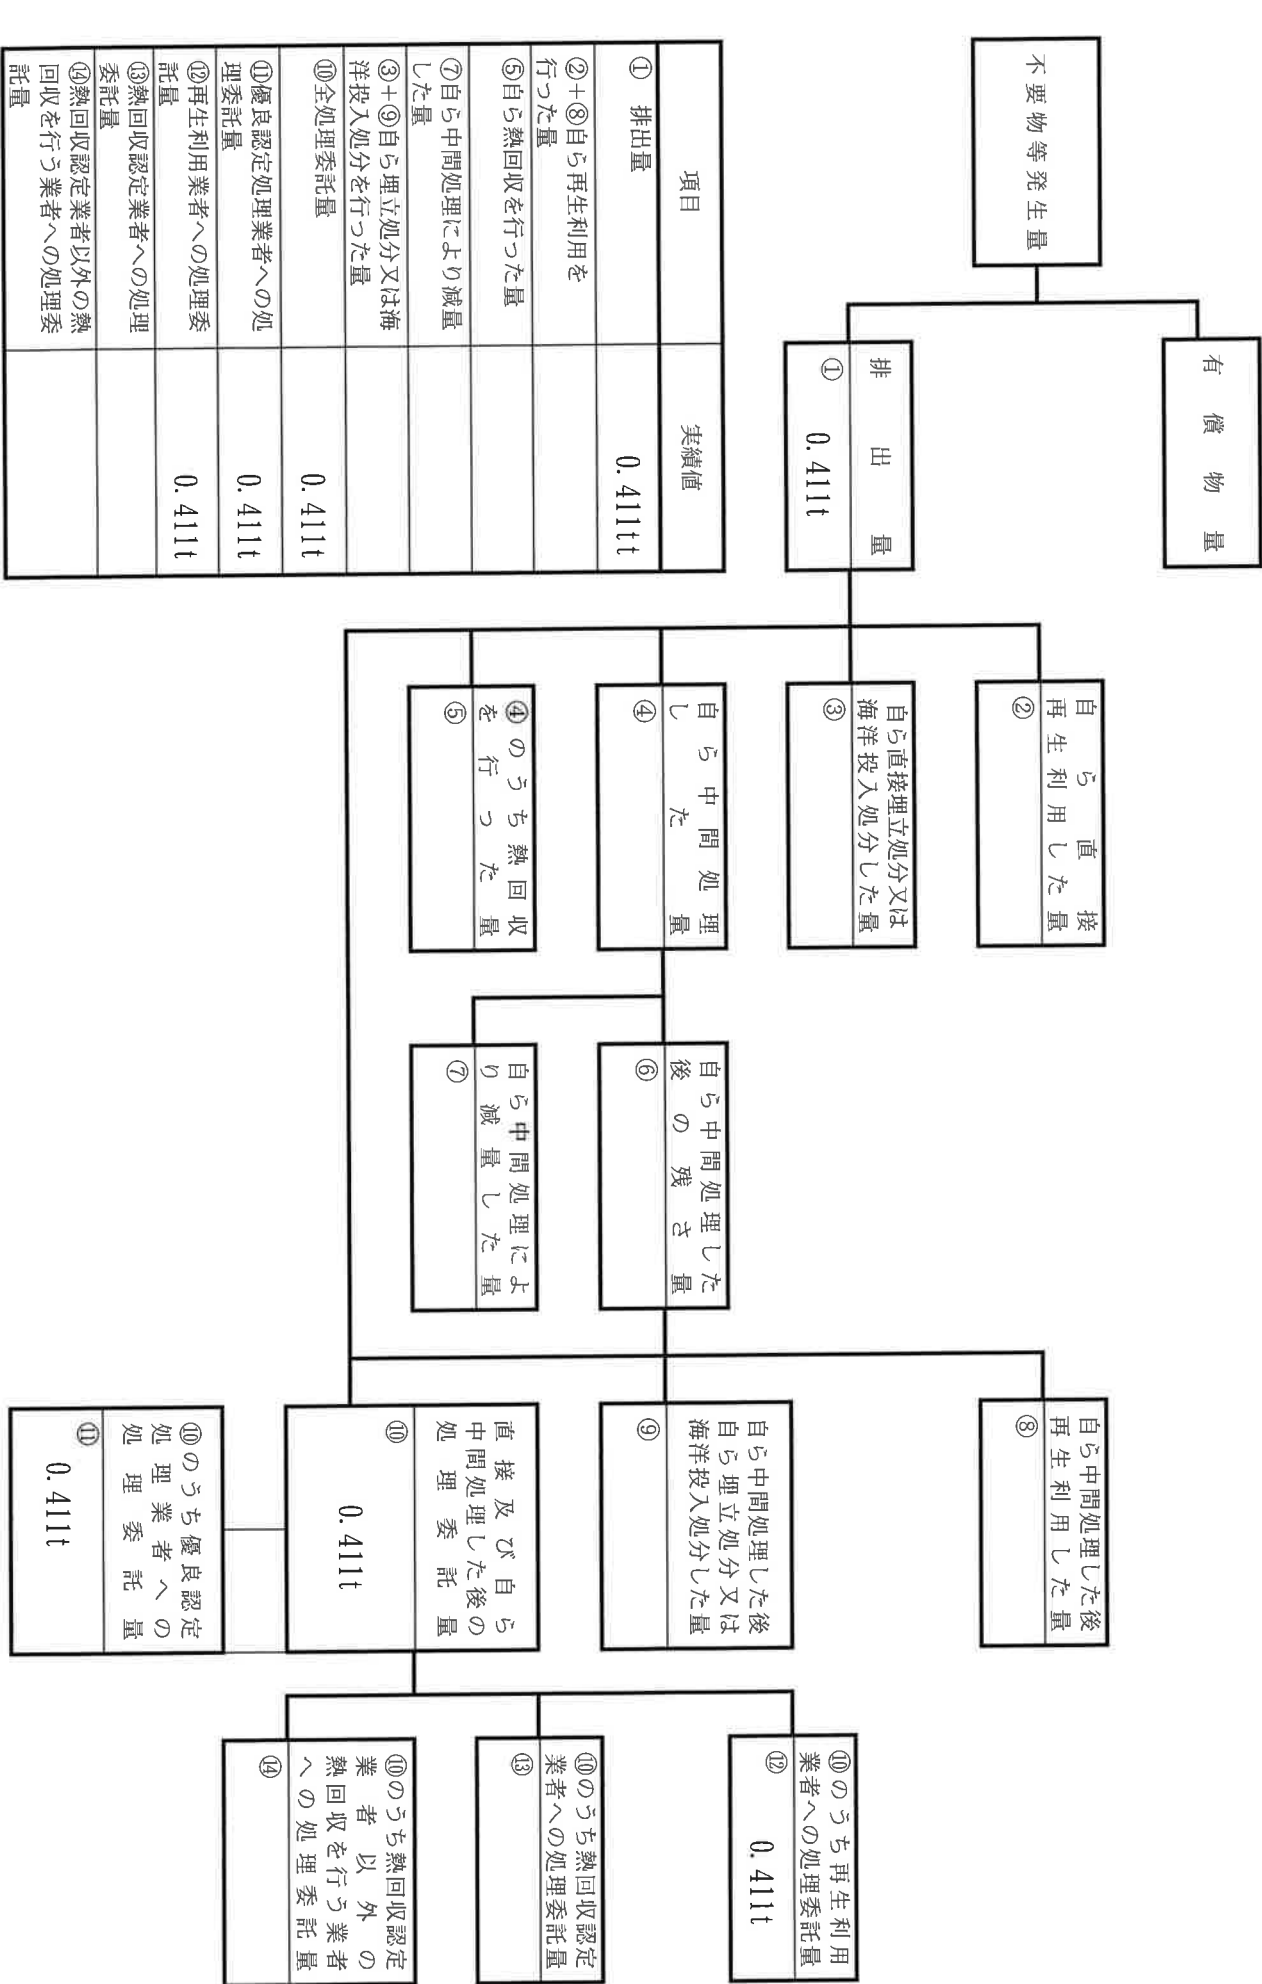 不要物等発生量
有償物量
排出量
① 0.411t
自ら直接
再生利用した量
②
自ら直接埋立処分又は
海洋投入処分した量
③
自ら中間処理
した量
④
④のうち熱回収
を行った量
⑤
自ら中間処理した
後の残さ量
⑥
自ら中間処理によ
り減量した量
⑦
自ら中間処理した後
再生利用した量
⑧
自ら中間処理した後
自ら埋立処分又は
海洋投入処分した量
⑨
直接及び自ら
中間処理した後の
処理委託量
⑩
0.411t
⑩のうち優良認定
処理業者への
処理委託量
⑪
0.411t
⑩のうち再生利用
業者への処理委託量
⑫ 0.411t
⑩のうち熱回収認定
業者への処理委託量
⑬
⑩のうち熱回収認定
業者以外の
熱回収を行う業者
への処理委託量
⑭
項目 実績値
① 排出量 0.411tt
②+⑧自ら再生利用を
行った量
⑤自ら熱回収を行った量
⑦自ら中間処理により減量
した量
③+⑨自ら埋立処分又は海
洋投入処分を行った量
⑩全処理委託量 0.411t
⑪優良認定処理業者への処
理委託量 0.411t
⑫再生利用業者への処理委
託量 0.411t
⑬熱回収認定業者への処理
委託量
⑭熱回収認定業者以外の熱
回収を行う業者への処理委
託量